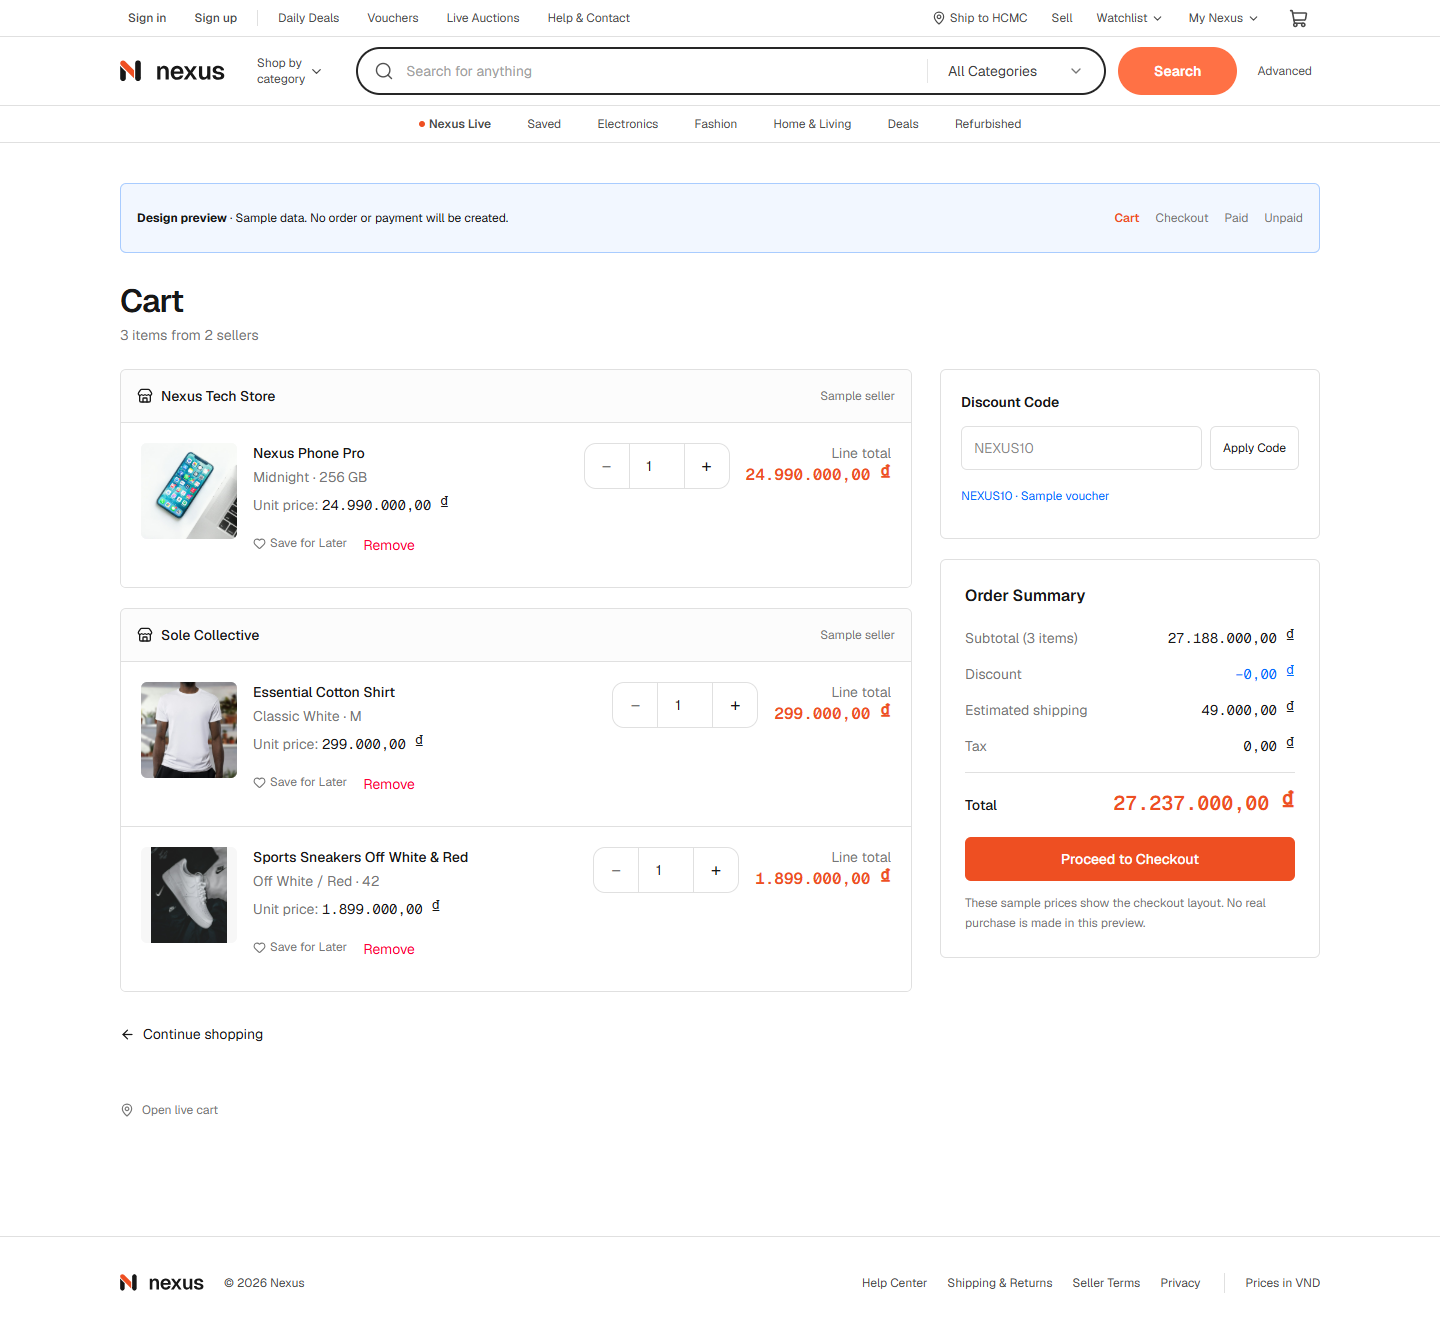 Sign in Sign up Daily Deals Vouchers Live Auctions Help & Contact Ship to HCMC Sell Watchlist My Nexus
nexus Shop by category Search for anything All Categories Search Advanced
Nexus Live Saved Electronics Fashion Home & Living Deals Refurbished
Design preview · Sample data. No order or payment will be created. Cart Checkout Paid Unpaid
Cart
3 items from 2 sellers
Nexus Tech Store Sample seller
Nexus Phone Pro
Midnight · 256 GB
Unit price: 24.990.000,00 ₫
Save for Later Remove
− 1 +
Line total
24.990.000,00 ₫
Sole Collective Sample seller
Essential Cotton Shirt
Classic White · M
Unit price: 299.000,00 ₫
Save for Later Remove
− 1 +
Line total
299.000,00 ₫
Sports Sneakers Off White & Red
Off White / Red · 42
Unit price: 1.899.000,00 ₫
Save for Later Remove
− 1 +
Line total
1.899.000,00 ₫
Discount Code
NEXUS10 Apply Code
NEXUS10 · Sample voucher
Order Summary
Subtotal (3 items) 27.188.000,00 ₫
Discount −0,00 ₫
Estimated shipping 49.000,00 ₫
Tax 0,00 ₫
Total 27.237.000,00 ₫
Proceed to Checkout
These sample prices show the checkout layout. No real
purchase is made in this preview.
Continue shopping
Open live cart
nexus © 2026 Nexus Help Center Shipping & Returns Seller Terms Privacy Prices in VND